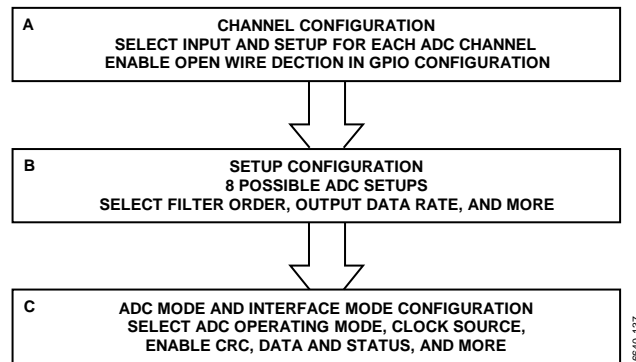 A
CHANNEL CONFIGURATION
SELECT INPUT AND SETUP FOR EACH ADC CHANNEL
ENABLE OPEN WIRE DECTION IN GPIO CONFIGURATION
B
SETUP CONFIGURATION
8 POSSIBLE ADC SETUPS
SELECT FILTER ORDER, OUTPUT DATA RATE, AND MORE
C
ADC MODE AND INTERFACE MODE CONFIGURATION
SELECT ADC OPERATING MODE, CLOCK SOURCE,
ENABLE CRC, DATA AND STATUS, AND MORE